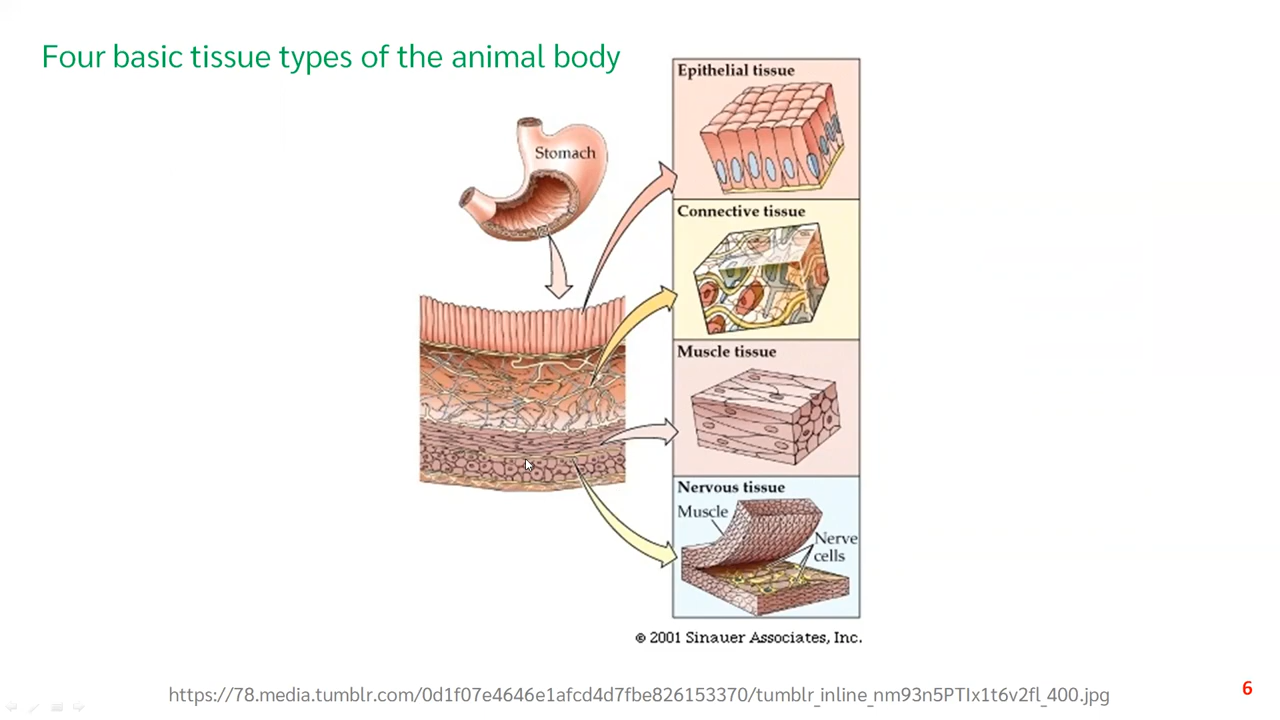 Four basic tissue types of the animal body
Epithelial tissue
Stomach
Connective tissue
Muscle tissue
Nervous tissue
Muscle
Nerve
cells
© 2001 Sinauer Associates, Inc.
https://78.media.tumblr.com/0d1f07e4646e1afcd4d7fbe826153370/tumblr_inline_nm93n5PTIx1t6v2fl_400.jpg
6